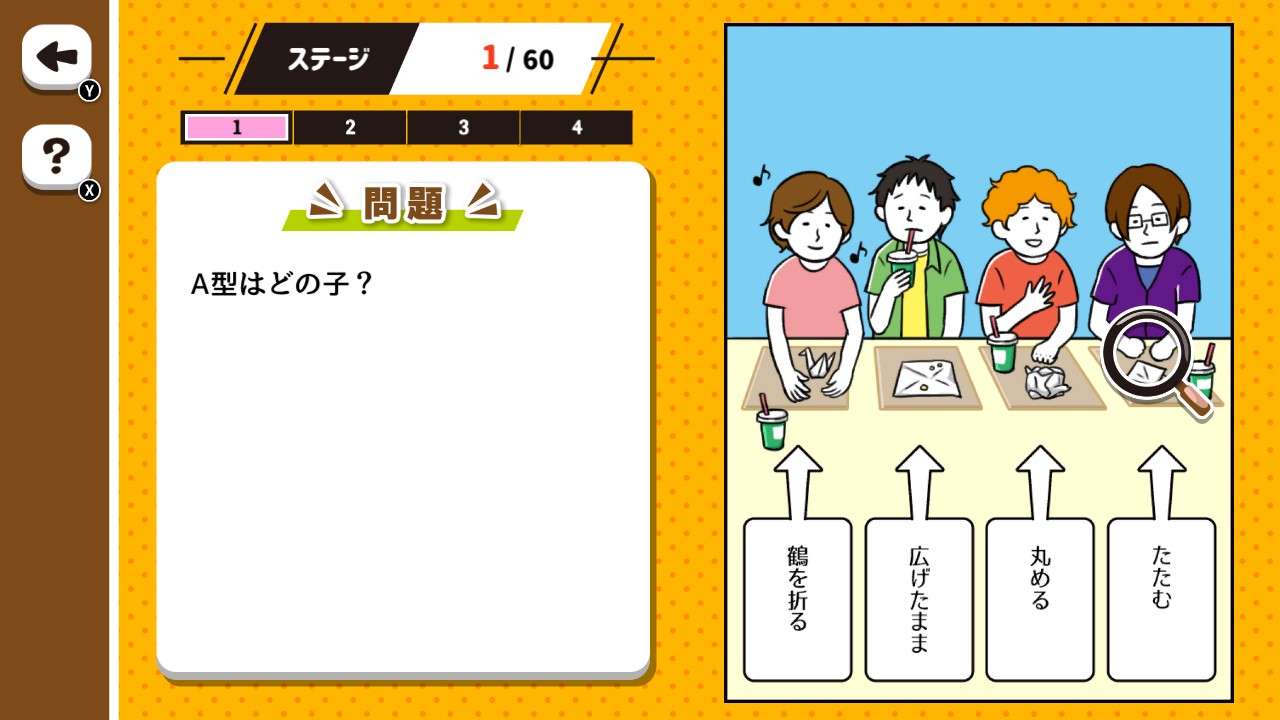 Y
?
X
ステージ
1 / 60
1 2 3 4
問題
A型はどの子？
鶴を折る
広げたまま
丸める
たたむ